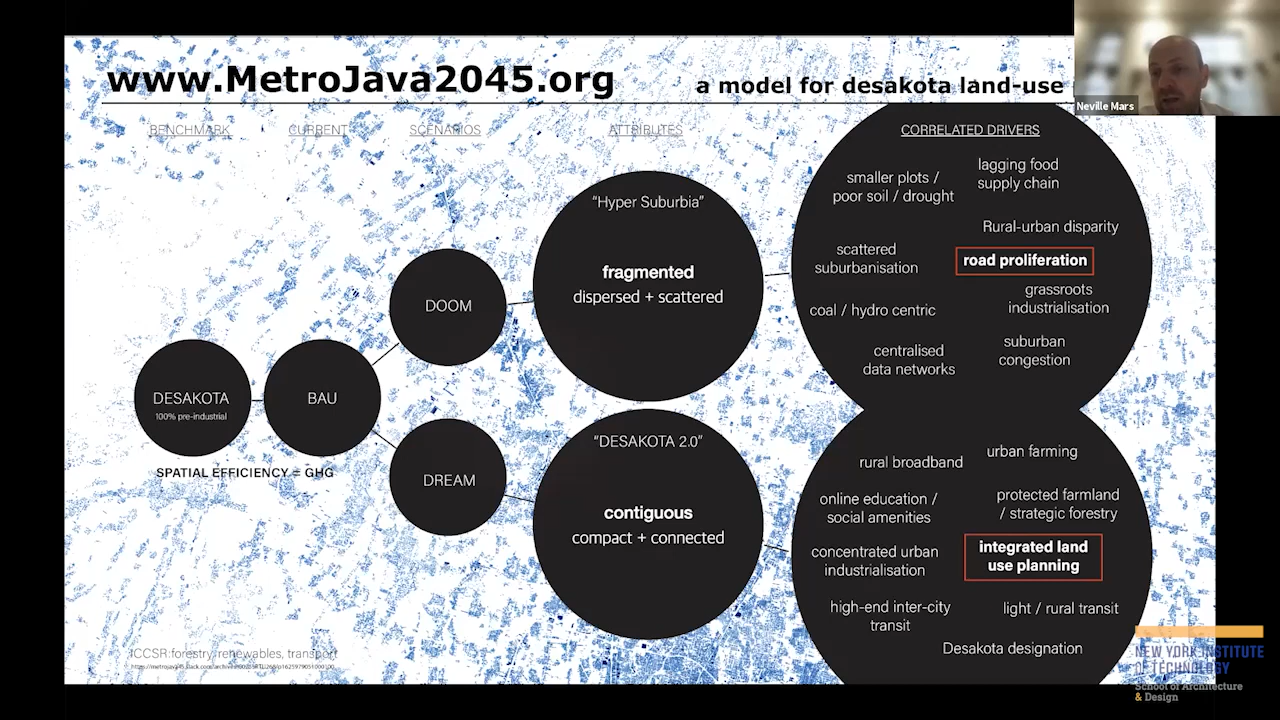 www.MetroJava2045.org
a model for desakota land-use
Neville Mars
BENCHMARK
CURRENT
SCENARIOS
ATTRIBUTES
CORRELATED DRIVERS
DESAKOTA
100% pre-industrial
BAU
SPATIAL EFFICIENCY = GHG
DOOM
DREAM
"Hyper Suburbia"
fragmented
dispersed + scattered
"DESAKOTA 2.0"
contiguous
compact + connected
smaller plots /
poor soil / drought
lagging food
supply chain
Rural-urban disparity
scattered
suburbanisation
road proliferation
grassroots
industrialisation
coal / hydro centric
suburban
congestion
centralised
data networks
rural broadband
urban farming
online education /
social amenities
protected farmland
/ strategic forestry
concentrated urban
industrialisation
integrated land
use planning
high-end inter-city
transit
light / rural transit
Desakota designation
ICCSR:forestry, renewables, transport
NEW YORK INSTITUTE
OF TECHNOLOGY
School of Architecture
& Design